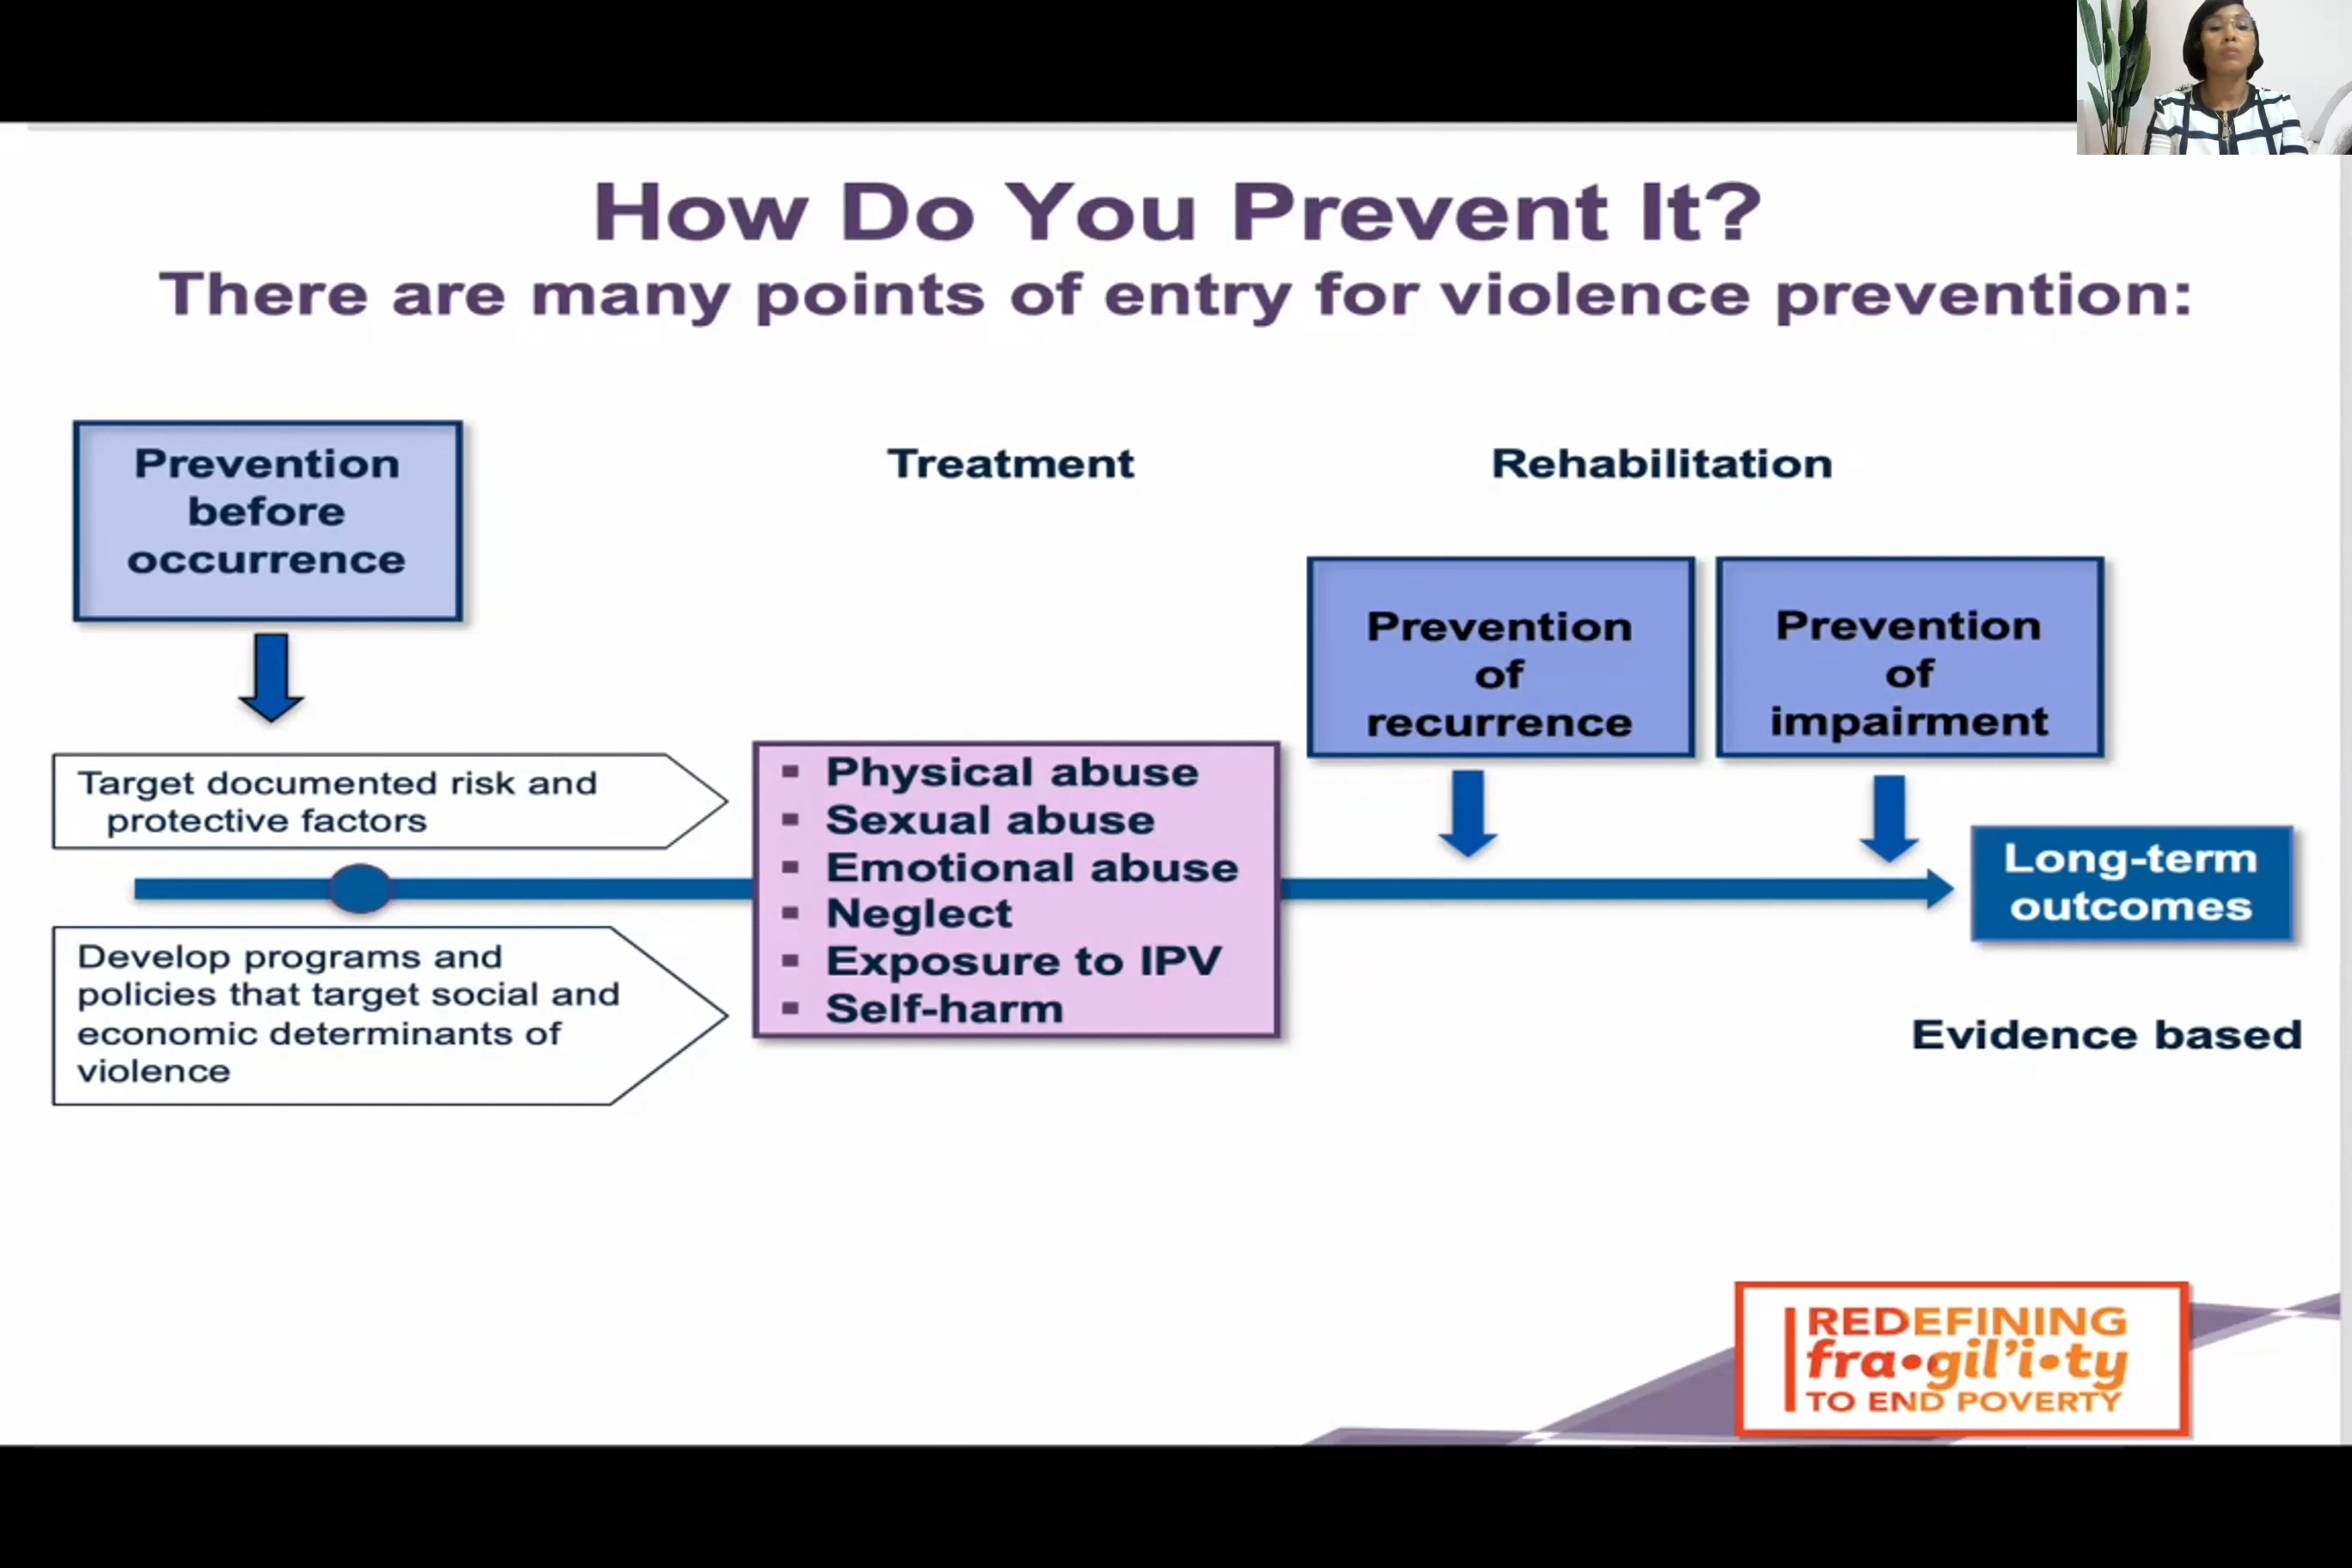 How Do You Prevent It?
There are many points of entry for violence prevention:
Prevention
before
occurrence
Treatment
Rehabilitation
Prevention
of
recurrence
Prevention
of
impairment
Target documented risk and
protective factors
Develop programs and
policies that target social and
economic determinants of
violence
▪ Physical abuse
▪ Sexual abuse
▪ Emotional abuse
▪ Neglect
▪ Exposure to IPV
▪ Self-harm
Long-term
outcomes
Evidence based
REDEFINING
fra•gil’i•ty
TO END POVERTY